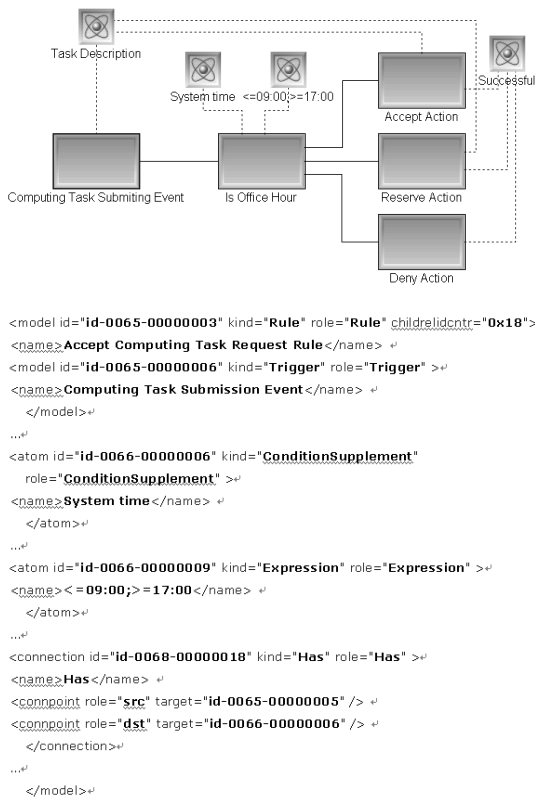 Task Description
System time
<=09:00;>=17:00
Successful
Accept Action
Computing Task Submiting Event
Is Office Hour
Reserve Action
Deny Action
<model id="id-0065-00000003" kind="Rule" role="Rule" childrelidcntr="0x18">
<name>Accept Computing Task Request Rule</name> ↵
<model id="id-0065-00000006" kind="Trigger" role="Trigger" >↵
<name>Computing Task Submission Event</name> ↵
</model>↵
...↵
<atom id="id-0066-00000006" kind="ConditionSupplement"
role="ConditionSupplement" >↵
<name>System time</name> ↵
</atom>↵
...↵
<atom id="id-0066-00000009" kind="Expression" role="Expression" >↵
<name><=09:00;>=17:00</name> ↵
</atom>↵
...↵
<connection id="id-0068-00000018" kind="Has" role="Has" >↵
<name>Has</name> ↵
<connpoint role="src" target="id-0065-00000005" /> ↵
<connpoint role="dst" target="id-0066-00000006" /> ↵
</connection>↵
...↵
</model>↵